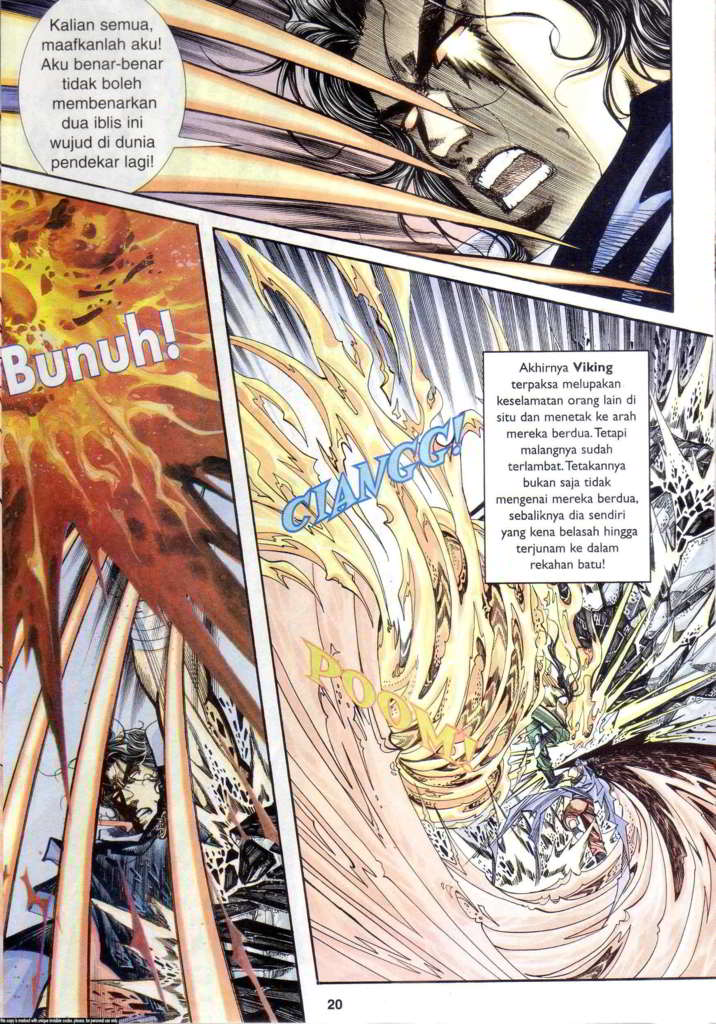 Kalian semua,
maafkanlah aku!
Aku benar-benar
tidak boleh
membenarkan
dua iblis ini
wujud di dunia
pendekar lagi!
Bunuh!
Akhirnya Viking
terpaksa melupakan
keselamatan orang lain di
situ dan menetak ke arah
mereka berdua. Tetapi
malangnya sudah
terlambat. Tetakannya
bukan saja tidak
mengenai mereka berdua,
sebaliknya dia sendiri
yang kena belasah hingga
terjunam ke dalam
rekahan batu!
CIANGG!
POOM!
20